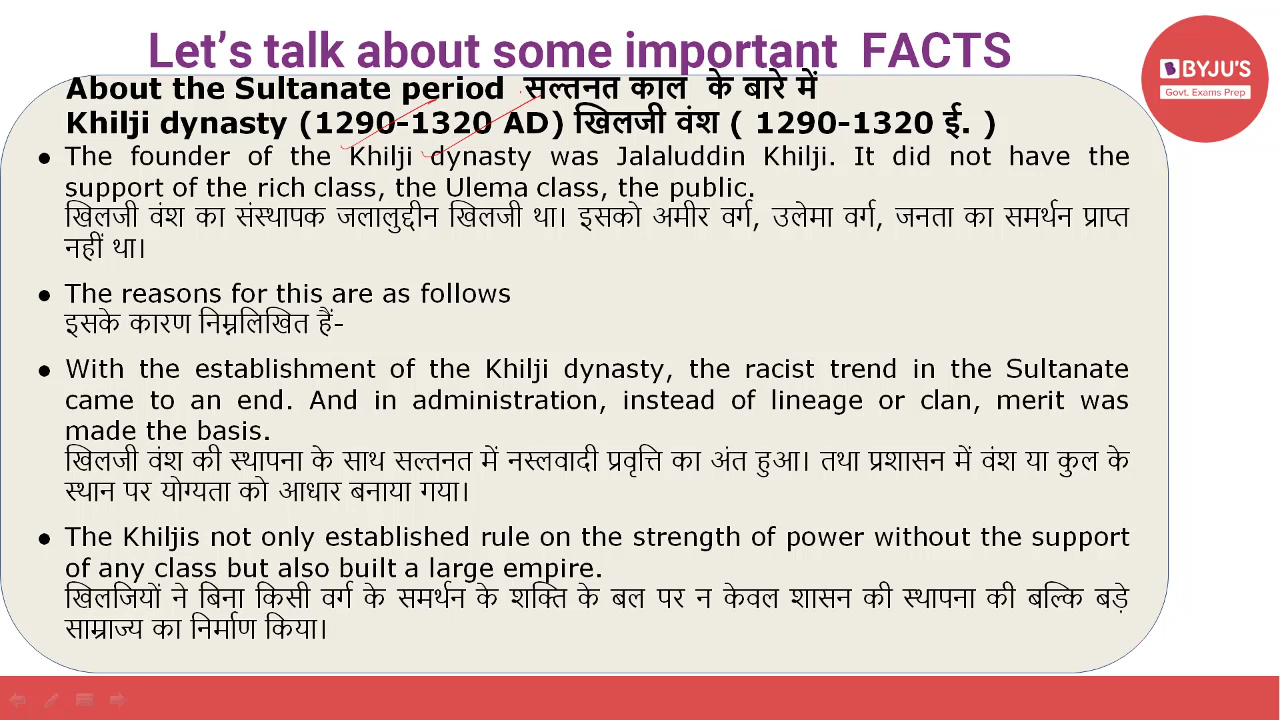 Let's talk about some important FACTS
BYJU'S
Govt. Exams Prep
About the Sultanate period सल्तनत काल के बारे में
Khilji dynasty (1290-1320 AD) खिलजी वंश ( 1290-1320 ई. )
● The founder of the Khilji dynasty was Jalaluddin Khilji. It did not have the
support of the rich class, the Ulema class, the public.
खिलजी वंश का संस्थापक जलालुद्दीन खिलजी था। इसको अमीर वर्ग, उलेमा वर्ग, जनता का समर्थन प्राप्त
नहीं था।
● The reasons for this are as follows
इसके कारण निम्नलिखित हैं-
● With the establishment of the Khilji dynasty, the racist trend in the Sultanate
came to an end. And in administration, instead of lineage or clan, merit was
made the basis.
खिलजी वंश की स्थापना के साथ सल्तनत में नस्लवादी प्रवृत्ति का अंत हुआ। तथा प्रशासन में वंश या कुल के
स्थान पर योग्यता को आधार बनाया गया।
● The Khiljis not only established rule on the strength of power without the support
of any class but also built a large empire.
खिलजियों ने बिना किसी वर्ग के समर्थन के शक्ति के बल पर न केवल शासन की स्थापना की बल्कि बड़े
साम्राज्य का निर्माण किया।